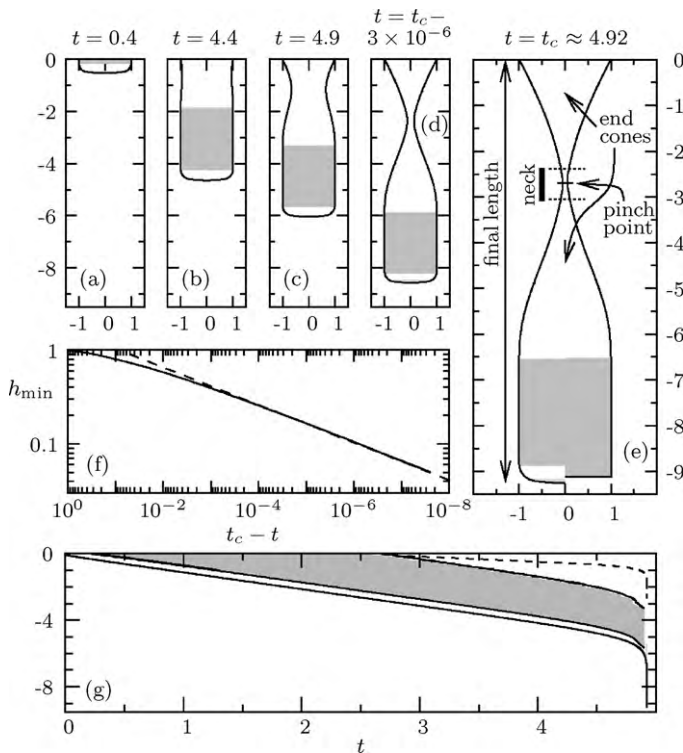 t = 0.4
t = 4.4
t = 4.9
t = t_c −
3 × 10⁻⁶
t = t_c ≈ 4.92
0
-2
-4
-6
-8
(a)
(b)
(c)
(d)
-1 0 1
-1 0 1
-1 0 1
-1 0 1
final length
neck
end
cones
pinch
point
(e)
0
-1
-2
-3
-4
-5
-6
-7
-8
-9
-1 0 1
1
h_min
0.1
(f)
10⁰ 10⁻² 10⁻⁴ 10⁻⁶ 10⁻⁸
t_c − t
0
-4
-8
(g)
0 1 2 3 4
t